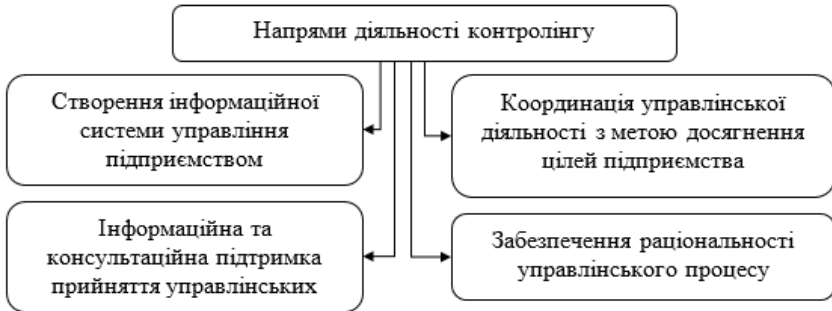 Напрями діяльності контролінгу
Створення інформаційної
системи управління
підприємством
Координація управлінської
діяльності з метою досягнення
цілей підприємства
Інформаційна та
консультаційна підтримка
прийняття управлінських
Забезпечення раціональності
управлінського процесу